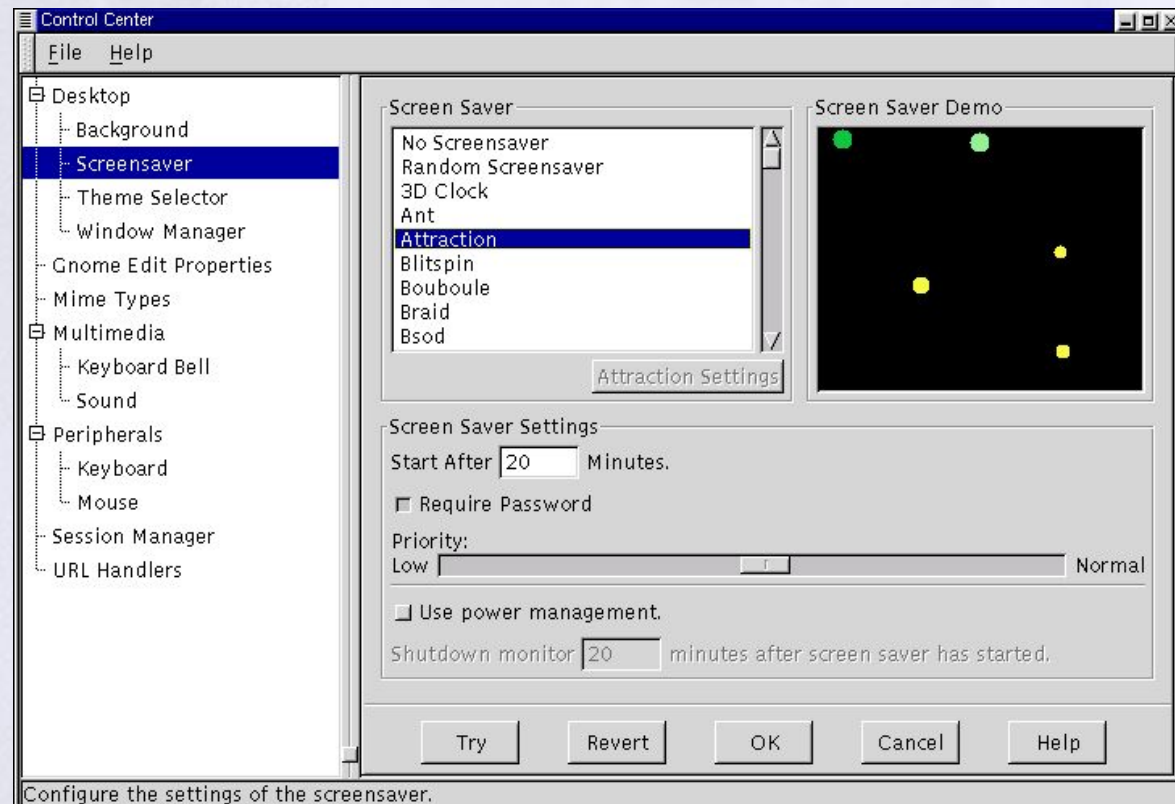 Control Center
File Help
Desktop
Background
Screensaver
Theme Selector
Window Manager
Gnome Edit Properties
Mime Types
Multimedia
Keyboard Bell
Sound
Peripherals
Keyboard
Mouse
Session Manager
URL Handlers
Screen Saver
No Screensaver
Random Screensaver
3D Clock
Ant
Attraction
Blitspin
Bouboule
Braid
Bsod
Attraction Settings
Screen Saver Demo
Screen Saver Settings
Start After 20 Minutes.
Require Password
Priority:
Low Normal
Use power management.
Shutdown monitor 20 minutes after screen saver has started.
Try Revert OK Cancel Help
Configure the settings of the screensaver.